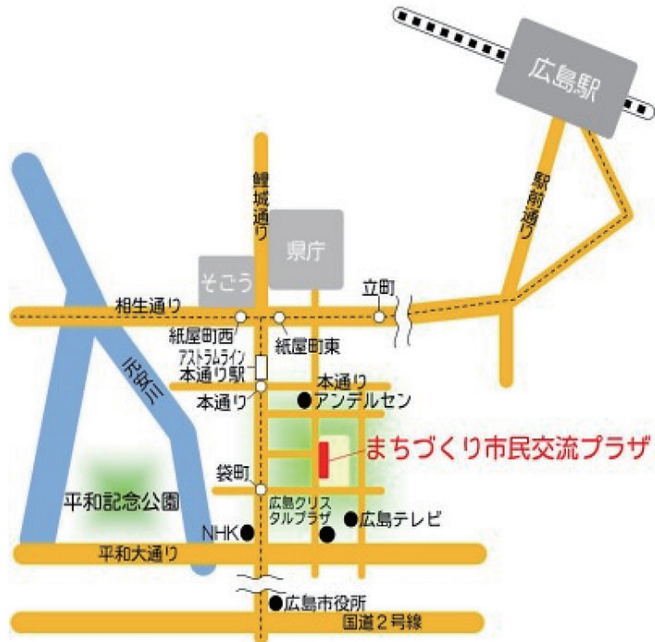 広島駅
駅前通り
鯉城通り
県庁
そごう
立町
相生通り
紙屋町西
紙屋町東
アストラムライン
本通り駅
本通り
本通り
アンデルセン
元安川
まちづくり市民交流プラザ
袋町
平和記念公園
広島クリス
タルプラザ
広島テレビ
NHK
平和大通り
広島市役所
国道2号線